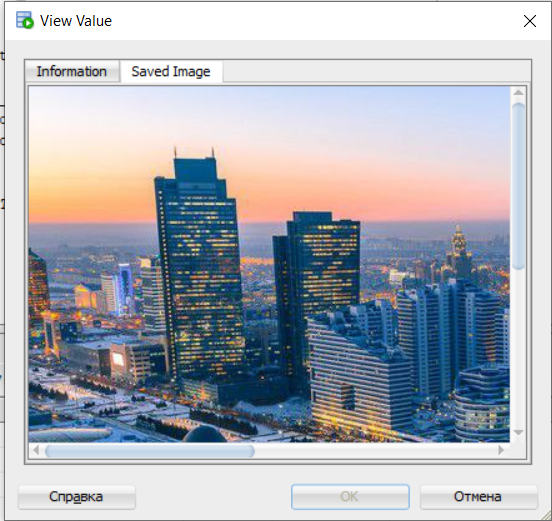 View Value
Information
Saved Image
Справка
OK
Отмена